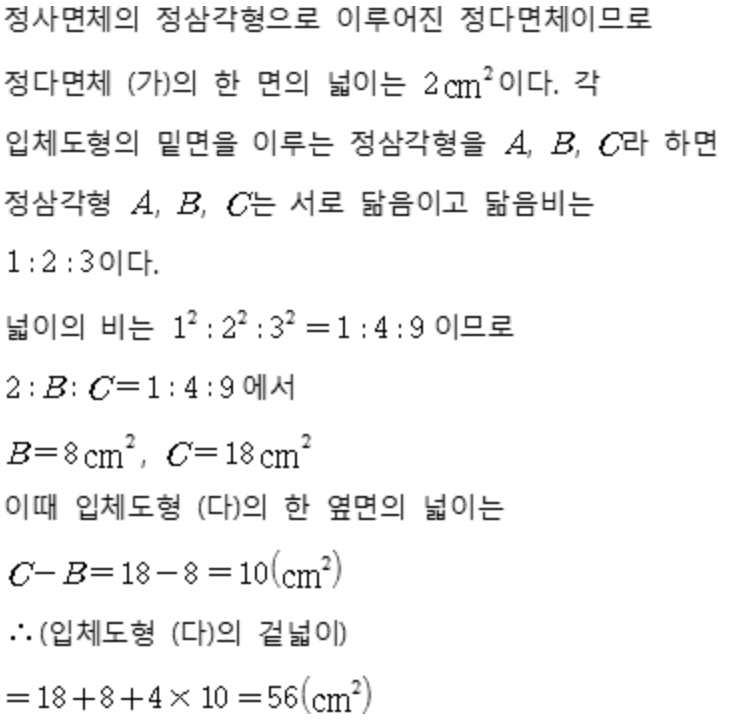 정사면체의 정삼각형으로 이루어진 정다면체이므로
정다면체 (가)의 한 면의 넓이는 2cm²이다. 각
입체도형의 밑면을 이루는 정삼각형을 A, B, C라 하면
정삼각형 A, B, C는 서로 닮음이고 닮음비는
1:2:3이다.
넓이의 비는 1²:2²:3²=1:4:9 이므로
2:B:C=1:4:9에서
B=8cm², C=18cm²
이때 입체도형 (다)의 한 옆면의 넓이는
C-B=18-8=10(cm²)
∴(입체도형 (다)의 겉넓이)
=18+8+4×10=56(cm²)